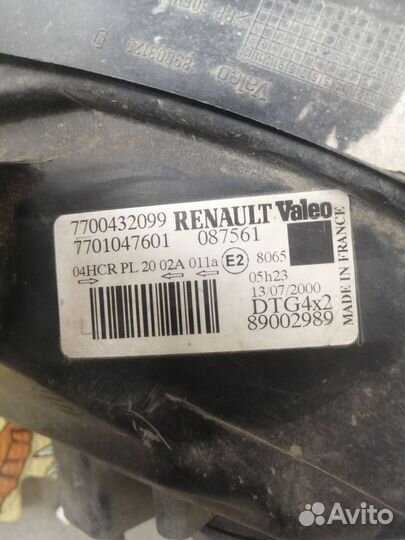 Valeo
7700432099 RENAULT Valeo
7701047601 087561
04HCR PL 20 02A 011a E2 8065
05h23
13/07/2000
DTG4x2
89002989
MADE IN FRANCE
Avito